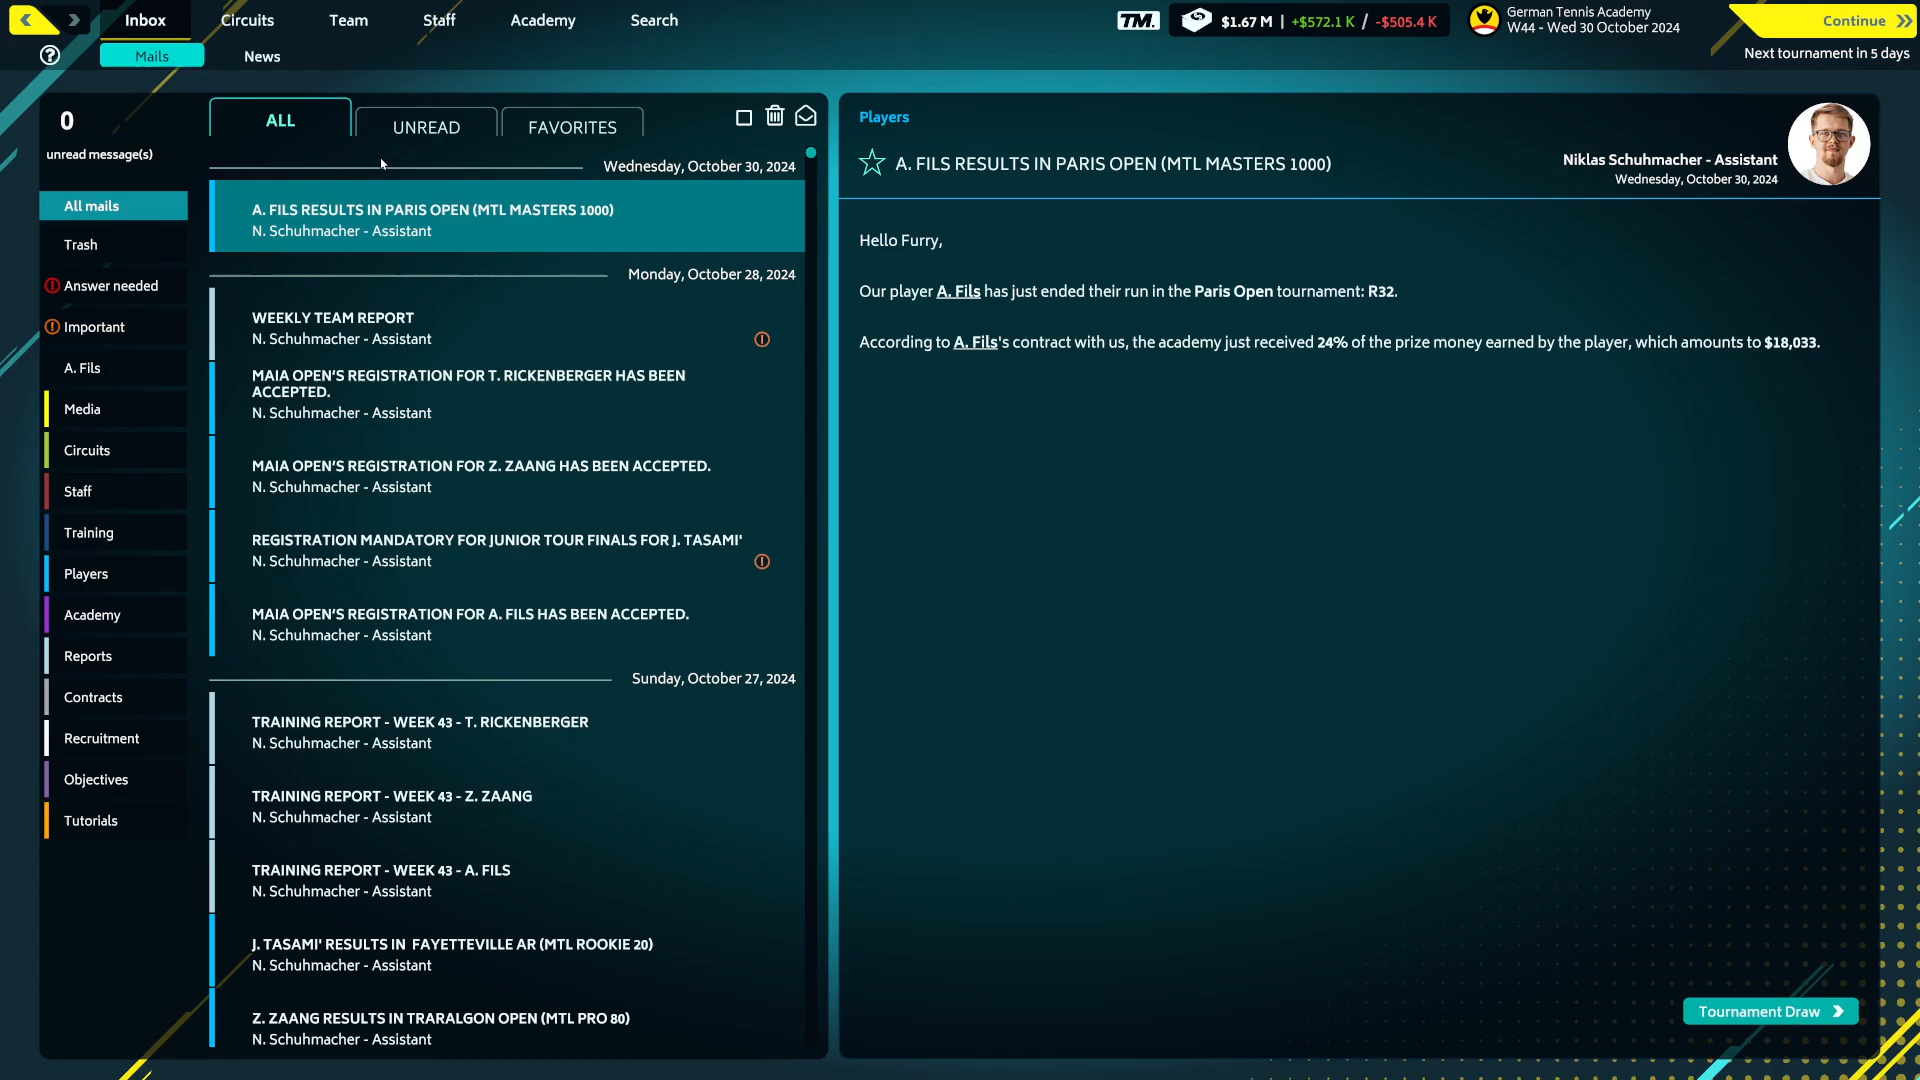 Inbox
Circuits
Team
Staff
Academy
Search
TM.
$1.67 M | +$572.1 K / -$505.4 K
German Tennis Academy
W44 - Wed 30 October 2024
Continue
Next tournament in 5 days
Mails
News
0
unread message(s)
All mails
Trash
Answer needed
Important
A. Fils
Media
Circuits
Staff
Training
Players
Academy
Reports
Contracts
Recruitment
Objectives
Tutorials
ALL
UNREAD
FAVORITES
Wednesday, October 30, 2024
A. FILS RESULTS IN PARIS OPEN (MTL MASTERS 1000)
N. Schuhmacher - Assistant
Monday, October 28, 2024
WEEKLY TEAM REPORT
N. Schuhmacher - Assistant
MAIA OPEN'S REGISTRATION FOR T. RICKENBERGER HAS BEEN
ACCEPTED.
N. Schuhmacher - Assistant
MAIA OPEN'S REGISTRATION FOR Z. ZAANG HAS BEEN ACCEPTED.
N. Schuhmacher - Assistant
REGISTRATION MANDATORY FOR JUNIOR TOUR FINALS FOR J. TASAMI'
N. Schuhmacher - Assistant
MAIA OPEN'S REGISTRATION FOR A. FILS HAS BEEN ACCEPTED.
N. Schuhmacher - Assistant
Sunday, October 27, 2024
TRAINING REPORT - WEEK 43 - T. RICKENBERGER
N. Schuhmacher - Assistant
TRAINING REPORT - WEEK 43 - Z. ZAANG
N. Schuhmacher - Assistant
TRAINING REPORT - WEEK 43 - A. FILS
N. Schuhmacher - Assistant
J. TASAMI' RESULTS IN FAYETTEVILLE AR (MTL ROOKIE 20)
N. Schuhmacher - Assistant
Z. ZAANG RESULTS IN TRARALGON OPEN (MTL PRO 80)
N. Schuhmacher - Assistant
Players
A. FILS RESULTS IN PARIS OPEN (MTL MASTERS 1000)
Niklas Schuhmacher - Assistant
Wednesday, October 30, 2024
Hello Furry,
Our player A. Fils has just ended their run in the Paris Open tournament: R32.
According to A. Fils's contract with us, the academy just received 24% of the prize money earned by the player, which amounts to $18,033.
Tournament Draw